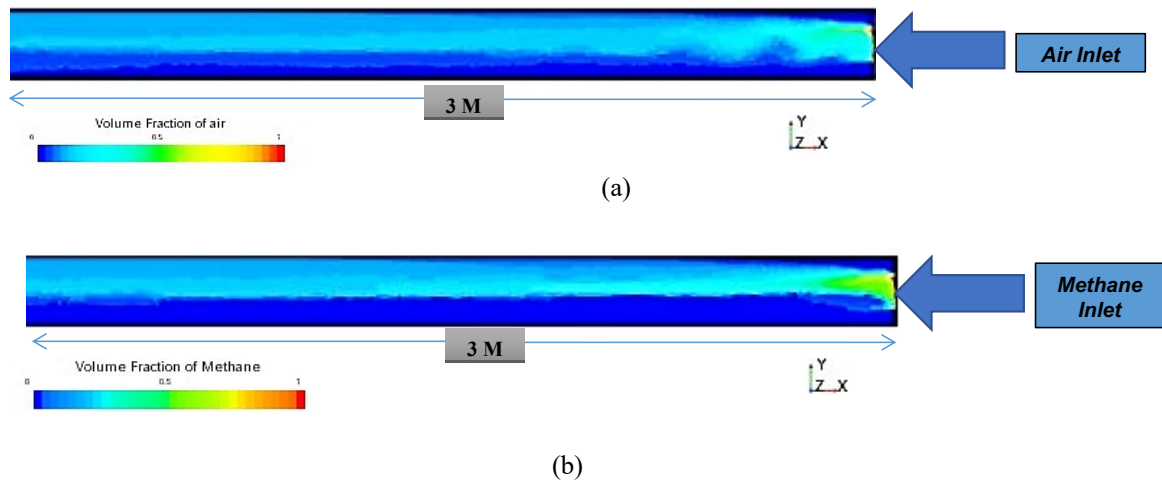 Air Inlet
3 M
Volume Fraction of air
0 0.5 1
Y
Z X
(a)
Methane
Inlet
3 M
Volume Fraction of Methane
0 0.5 1
Y
Z X
(b)